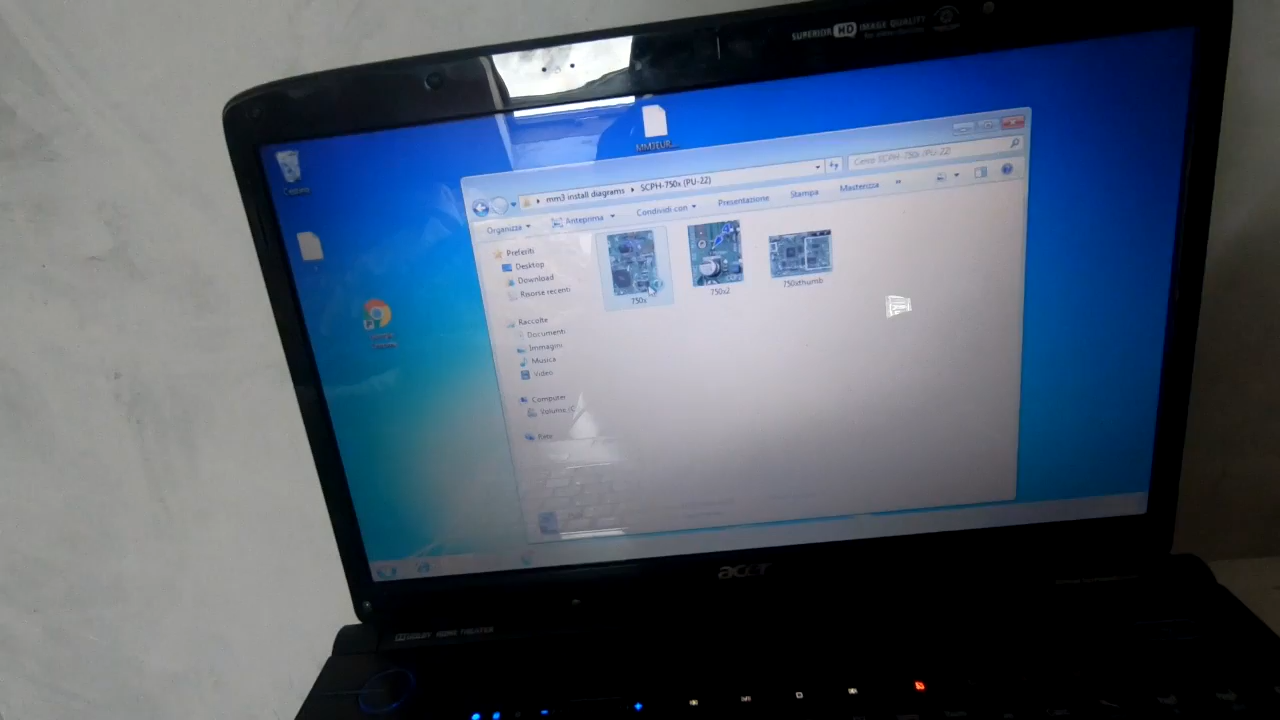 SUPERIOR HD IMAGE QUALITY
MM3EUR...
Cestino
mm3 install diagrams ▸ SCPH-750x (PU-22)
Cerca SCPH-750x (PU-22)
Organizza
Anteprima
Condividi con
Presentazione
Stampa
Masterizza
»
Preferiti
Desktop
Download
Risorse recenti
Raccolte
Documenti
Immagini
Musica
Video
Computer
Volume (C
Rete
750x
750x2
750xthumb
acer
DOLBY HOME THEATER